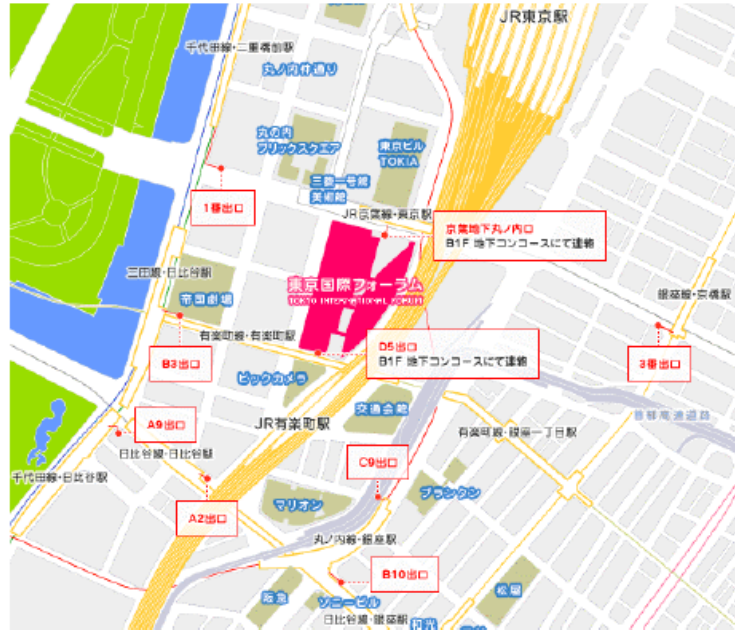 JR東京駅
千代田線・二重橋前駅
丸ノ内仲通り
丸の内
ブリックスクエア
東京ビル
TOKIA
三菱一号館
美術館
1番出口
JR京葉線・東京駅
京葉地下丸ノ内口
B1F 地下コンコースにて連絡
三田線・日比谷駅
東京国際フォーラム
TOKYO INTERNATIONAL FORUM
帝国劇場
銀座線・京橋駅
有楽町線・有楽町駅
D5出口
B1F 地下コンコースにて連絡
B3出口
3番出口
ビックカメラ
交通会館
首都高速道路
A9出口
JR有楽町駅
有楽町線・銀座一丁目駅
日比谷線・日比谷駅
C9出口
千代田線・日比谷駅
プランタン
マリオン
A2出口
丸ノ内線・銀座駅
B10出口
阪急
ソニービル
松屋
日比谷線・銀座駅
和光